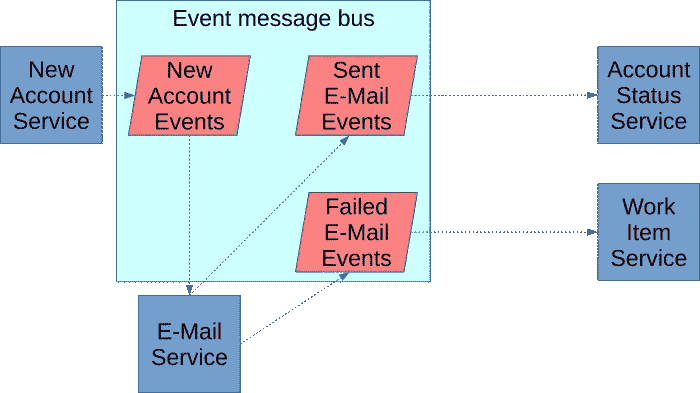 Event message bus
New
Account
Service
New
Account
Events
Sent
E-Mail
Events
Account
Status
Service
Failed
E-Mail
Events
Work
Item
Service
E-Mail
Service